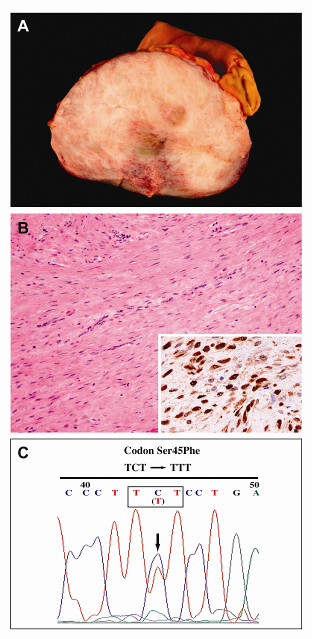 A
B
C
Codon Ser45Phe
TCT → TTT
40 50
C C C T T C T C C T G A
(T)